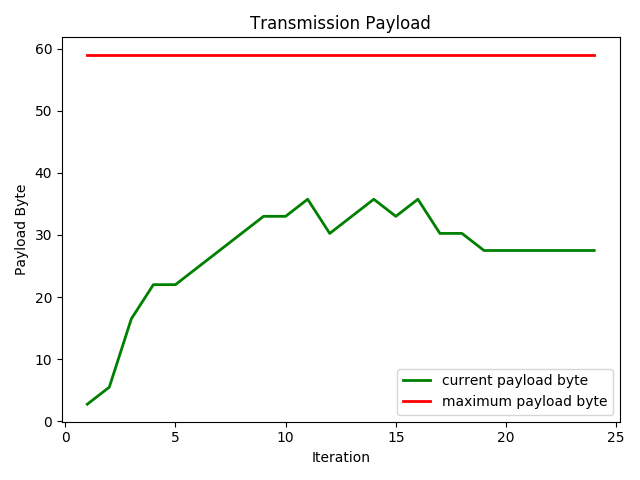 Transmission Payload
Payload Byte
60
50
40
30
20
10
0
0 5 10 15 20 25
Iteration
current payload byte
maximum payload byte